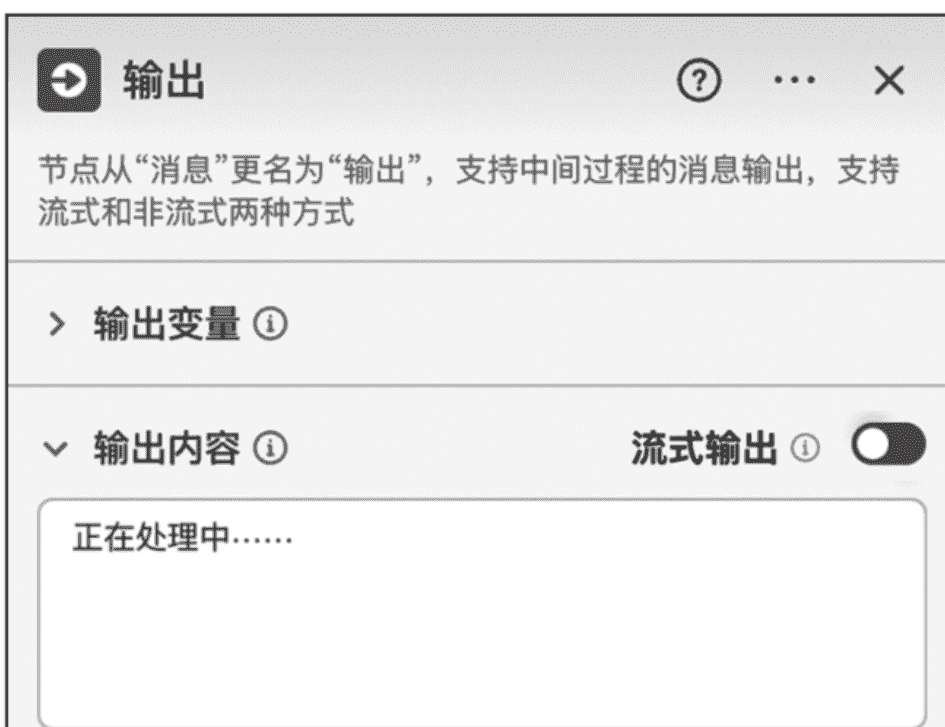 输出
节点从“消息”更名为“输出”，支持中间过程的消息输出，支持
流式和非流式两种方式
输出变量
输出内容 流式输出
正在处理中……